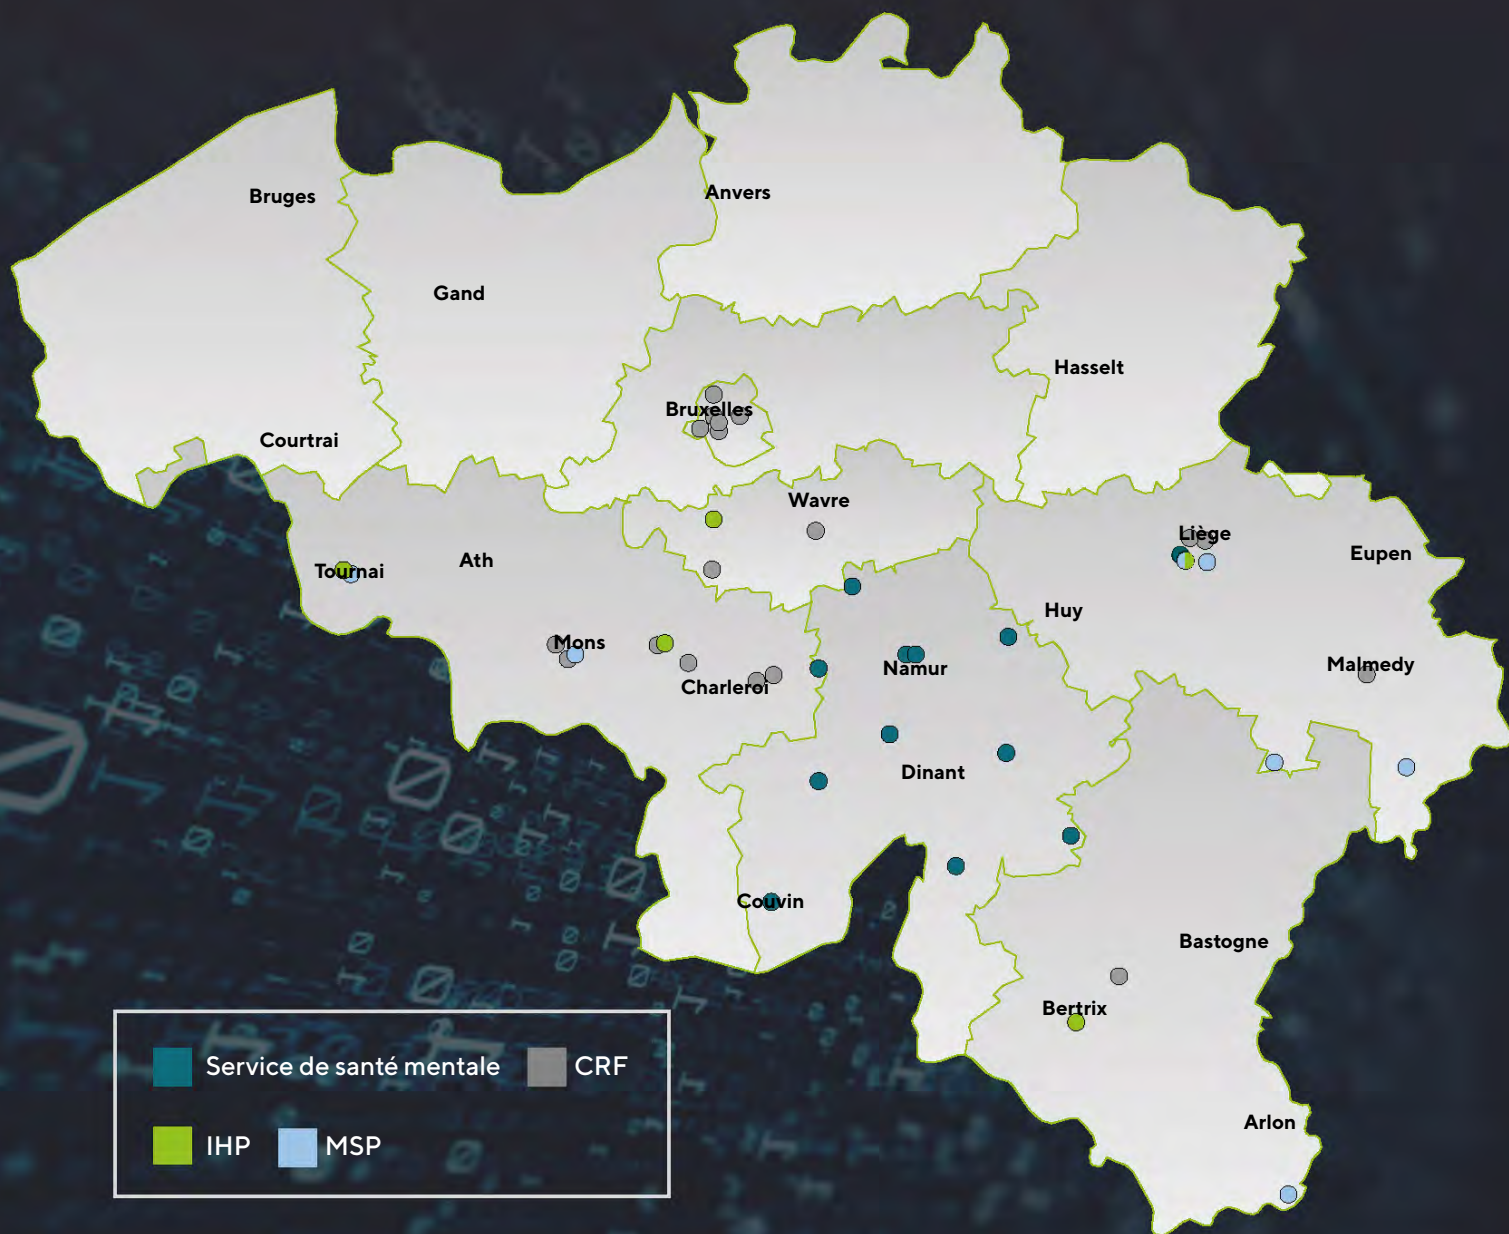 Bruges
Anvers
Gand
Hasselt
Bruxelles
Courtrai
Wavre
Liège
Eupen
Ath
Tournai
Huy
Mons
Malmedy
Namur
Charleroi
Dinant
Couvin
Bastogne
Bertrix
Arlon
Service de santé mentale CRF
IHP MSP